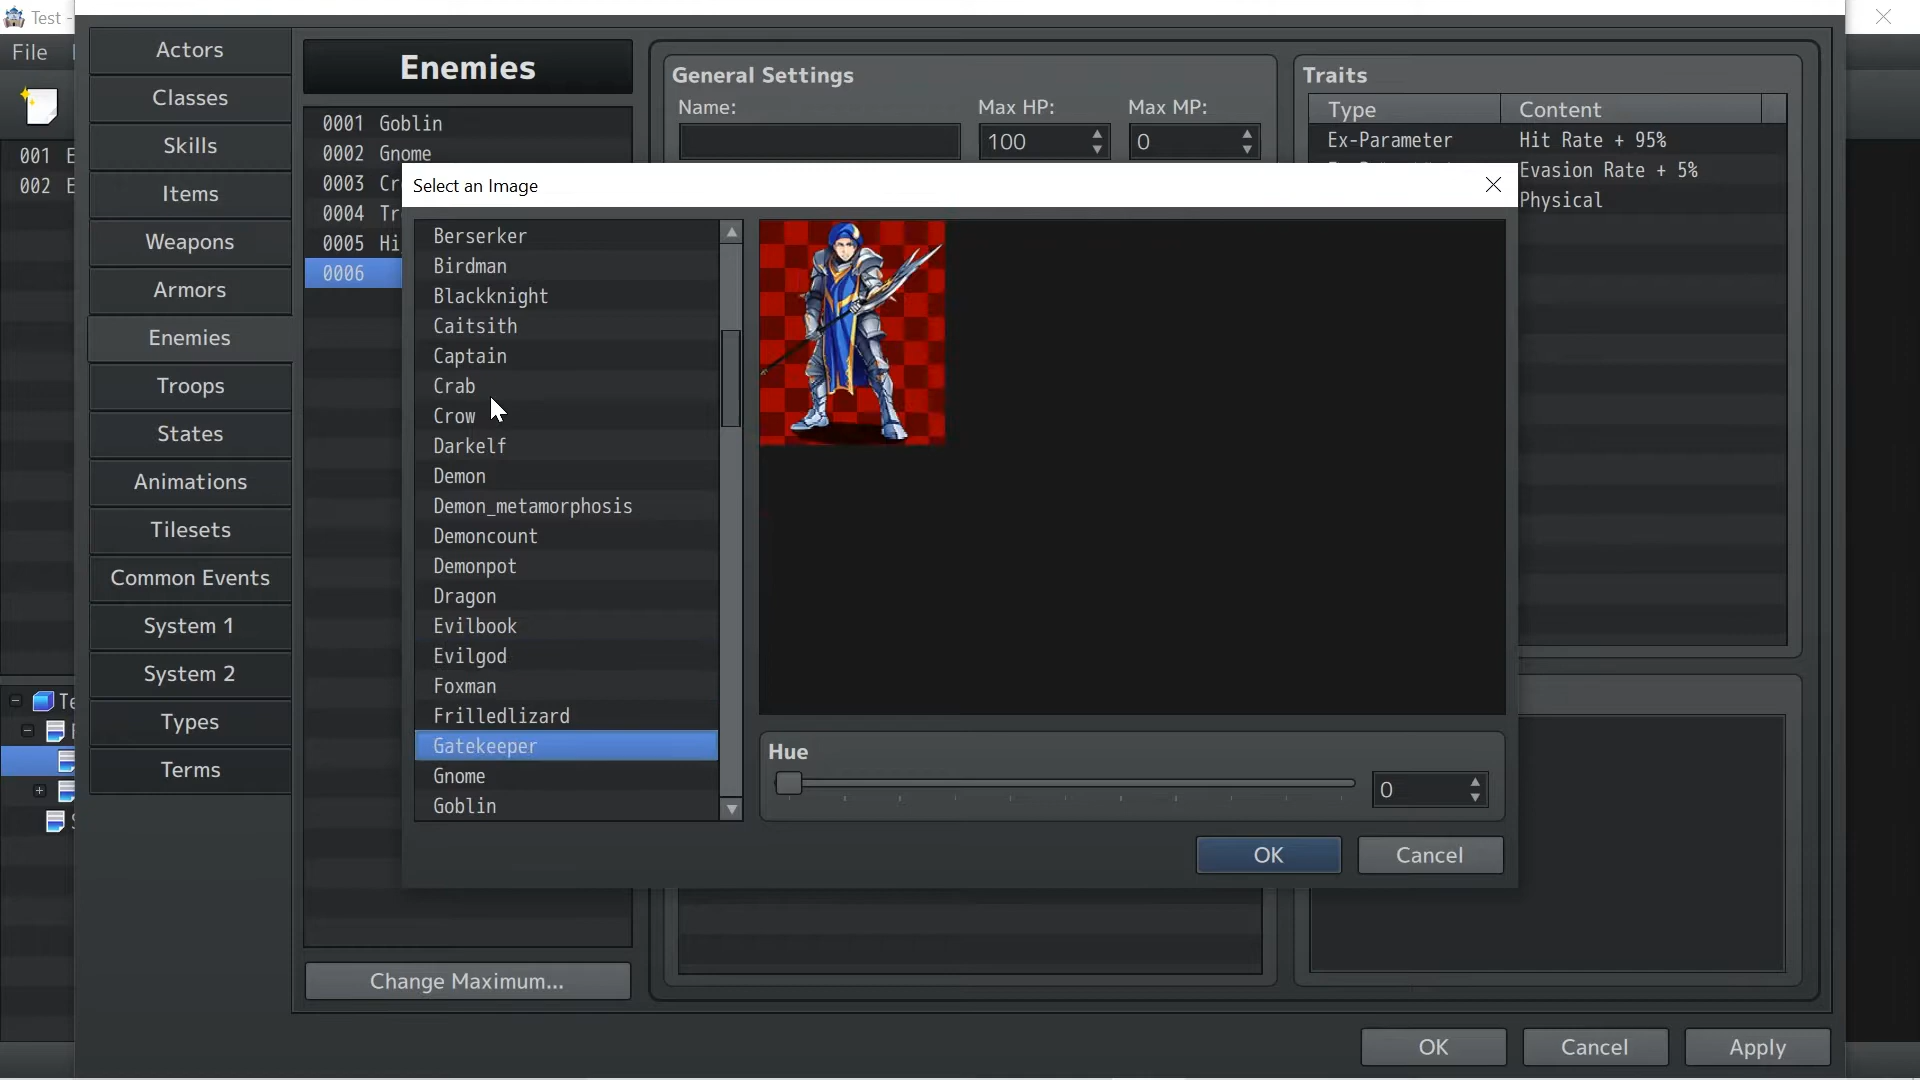 Test -
File
001 E
002 E
Actors
Classes
Skills
Items
Weapons
Armors
Enemies
Troops
States
Animations
Tilesets
Common Events
System 1
System 2
Types
Terms
Enemies
0001 Goblin
0002 Gnome
0003 Cr
0004 Tr
0005 Hi
0006
Change Maximum...
General Settings
Name:
Max HP:
Max MP:
100
0
Traits
Type
Content
Ex-Parameter
Hit Rate + 95%
Evasion Rate + 5%
Physical
Select an Image
Berserker
Birdman
Blackknight
Caitsith
Captain
Crab
Crow
Darkelf
Demon
Demon_metamorphosis
Demoncount
Demonpot
Dragon
Evilbook
Evilgod
Foxman
Frilledlizard
Gatekeeper
Gnome
Goblin
Hue
0
OK
Cancel
OK
Cancel
Apply